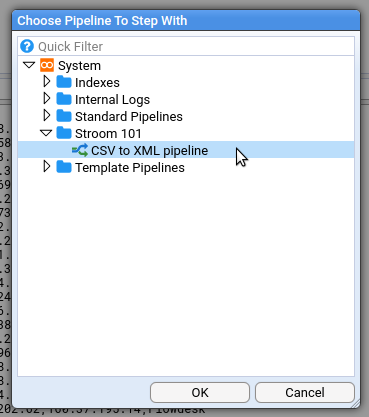 Choose Pipeline To Step With
Quick Filter
System
Indexes
Internal Logs
Standard Pipelines
Stroom 101
CSV to XML pipeline
Template Pipelines
OK
Cancel